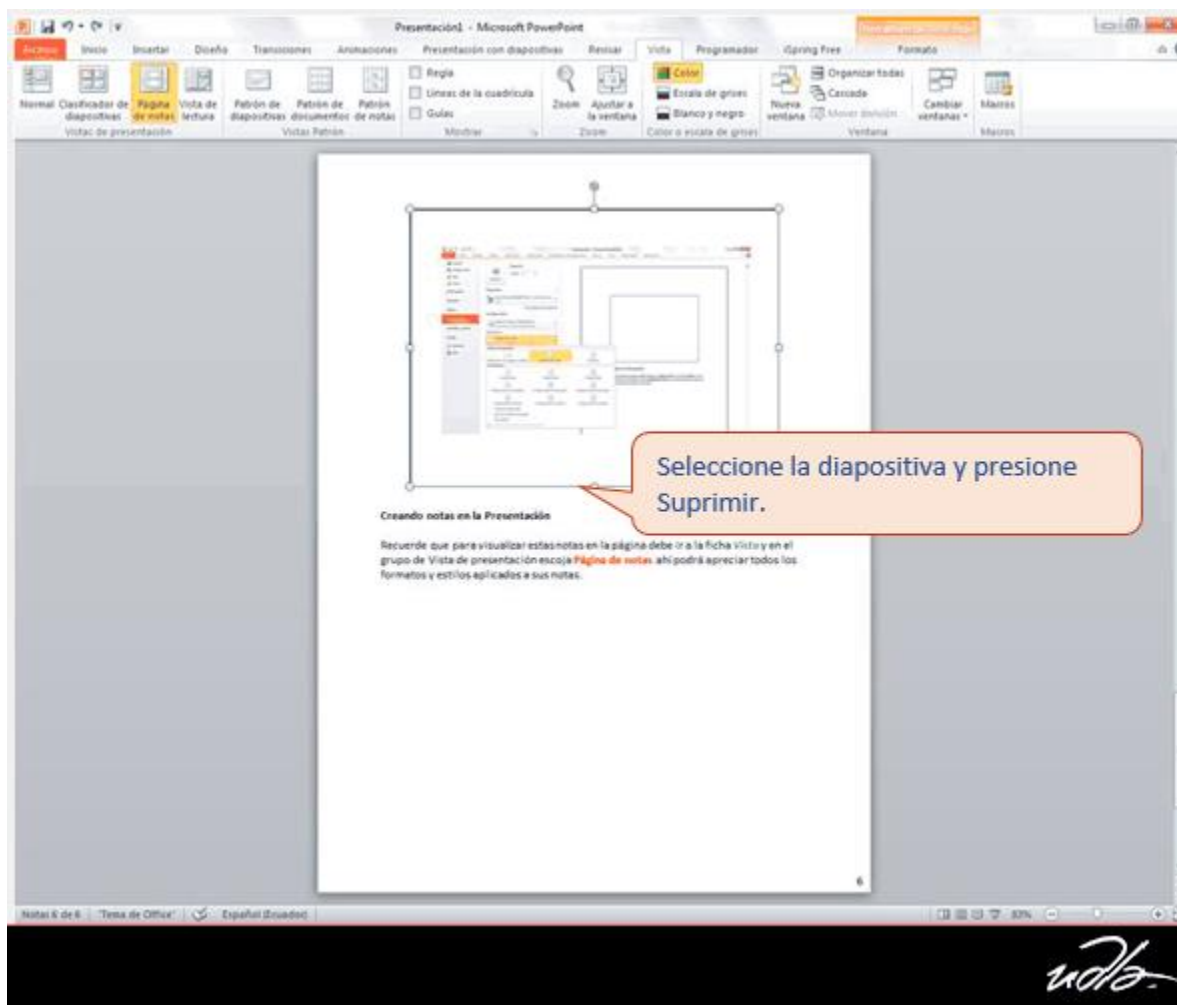 Presentación1 - Microsoft PowerPoint
Archivo Inicio Insertar Diseño Transiciones Animaciones Presentación con diapositivas Revisar Vista Programador iSpring Free Formato
Normal Clasificador de diapositivas Página de notas Vista de lectura
Vistas de presentación
Patrón de diapositivas Patrón de documentos Patrón de notas
Vistas Patrón
Regla
Líneas de la cuadrícula
Guías
Mostrar
Zoom Ajustar a la ventana
Zoom
Color
Escala de grises
Blanco y negro
Color o escala de grises
Nueva ventana
Organizar todas
Cascada
Mover división
Cambiar ventanas
Ventana
Macros
Macros
Seleccione la diapositiva y presione
Suprimir.
Creando notas en la Presentación
Recuerde que para visualizar estas notas en la página debe ir a la ficha Vista y en el
grupo de Vista de presentación escoja Página de notas ahí podrá apreciar todos los
formatos y estilos aplicados a sus notas.
6
Notas 6 de 6 "Tema de Office" Español (Ecuador) 80%
udla-